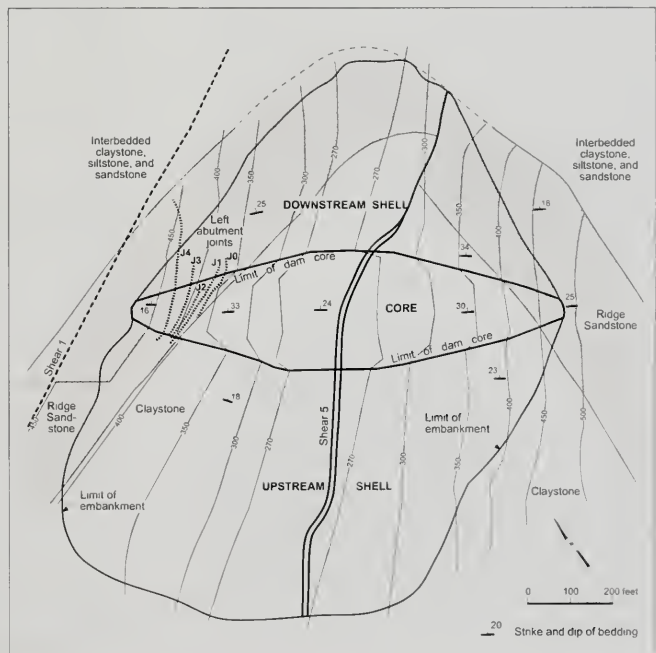 Interbedded
claystone,
siltstone, and
sandstone
Interbedded
claystone,
siltstone, and
sandstone
400
350
300
270
270
300
350
400
450
18
25
DOWNSTREAM SHELL
Left
abutment
joints
450
J4
J3
J1
J0
J2
Limit of dam core
34
16
33
24
CORE
30
25
Ridge
Sandstone
Shear 1
Limit of dam core
23
Ridge
Sand-
stone
450
400
Claystone
18
350
300
270
Shear 5
270
Limit of
embankment
300
350
400
450
500
Limit of
embankment
UPSTREAM SHELL
Claystone
0 100 200 feet
20
Strike and dip of bedding